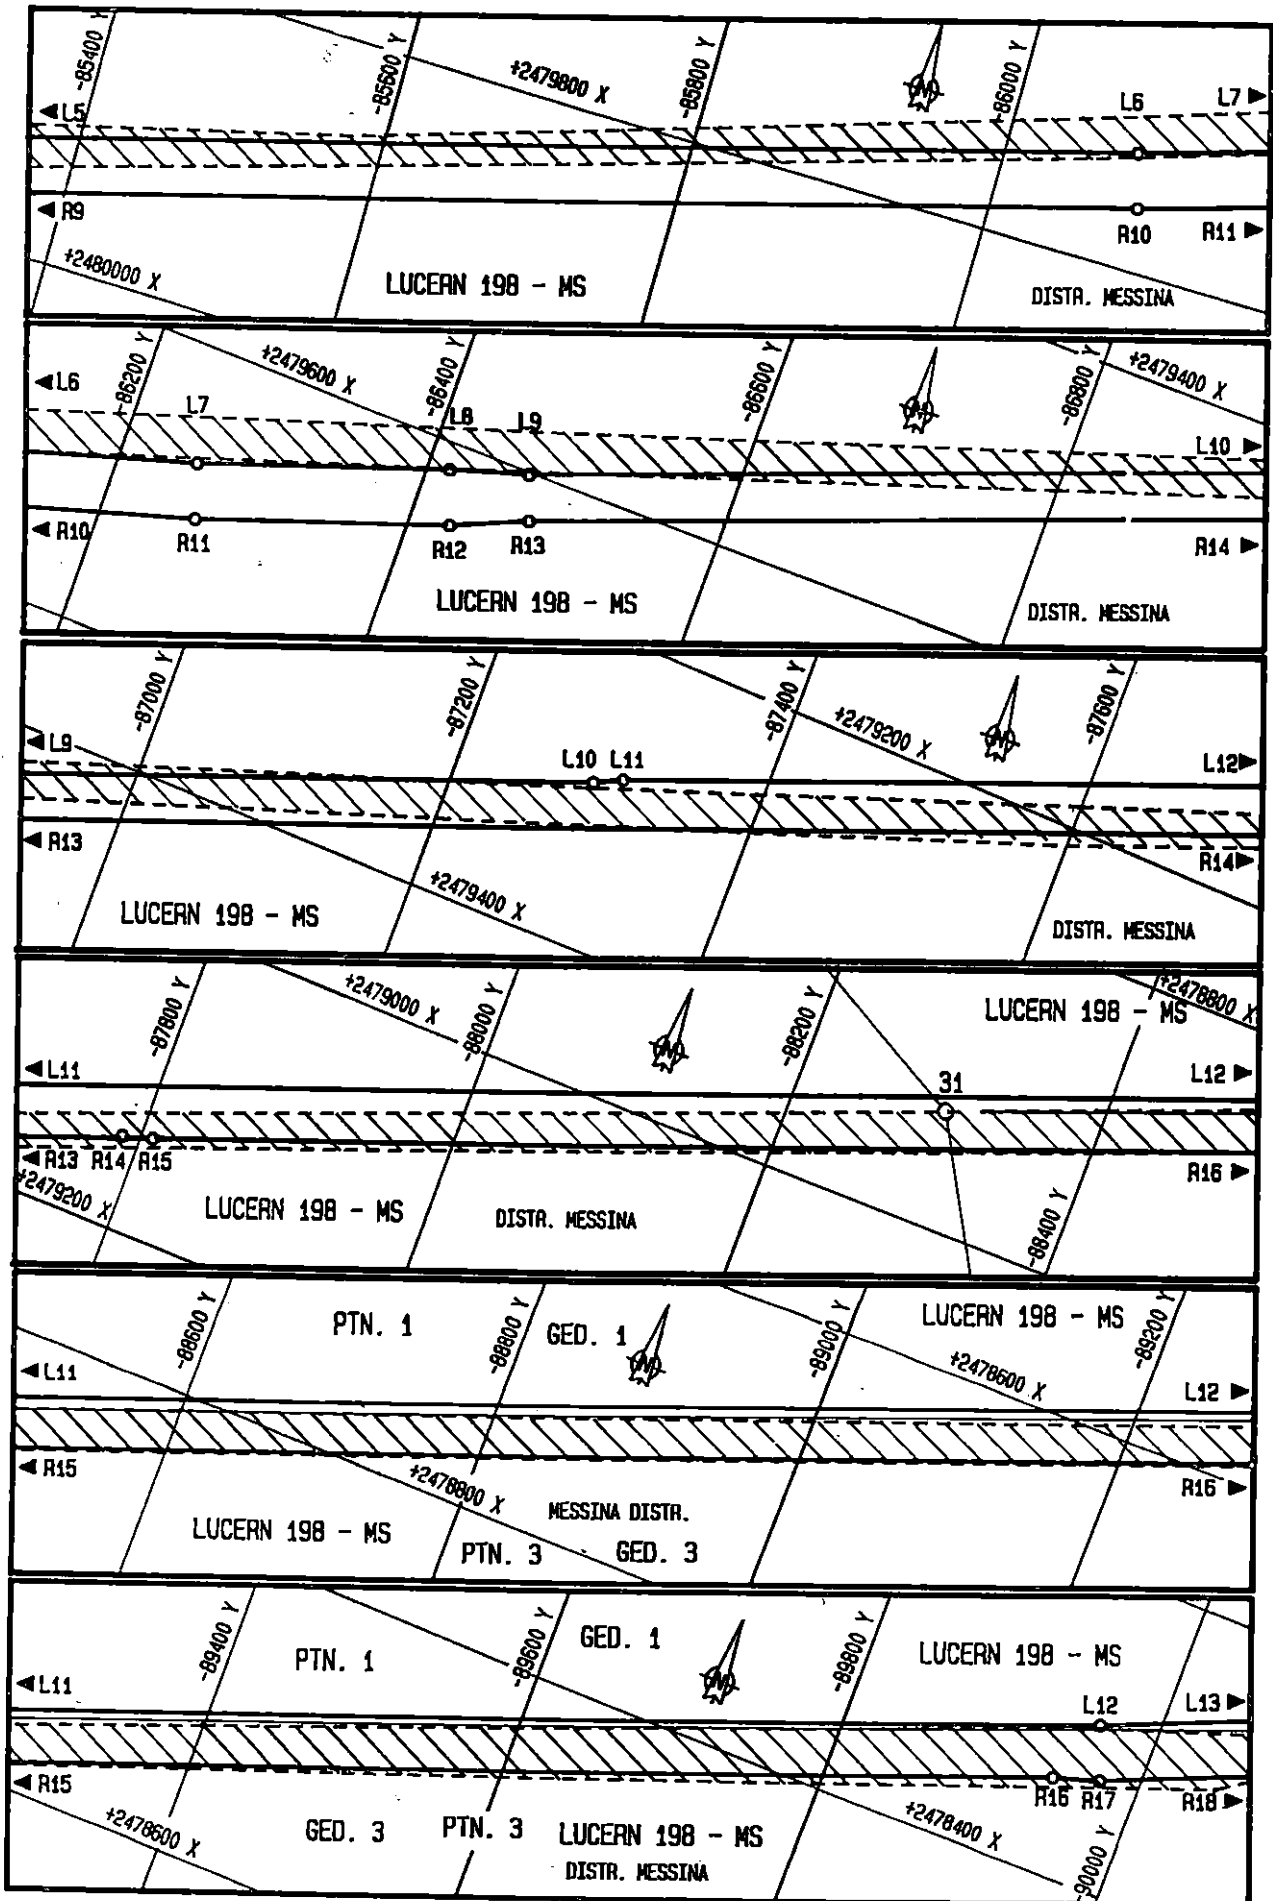 -85400 Y
-85600 Y
+2479800 X
-85800 Y
-86000 Y
L5
L6
L7
R9
R10
R11
+2480000 X
LUCERN 198 - MS
DISTR. MESSINA
-86200 Y
+2479600 X
-86400 Y
-86600 Y
-86800 Y
+2479400 X
L6
L7
L8
L9
L10
R10
R11
R12
R13
R14
LUCERN 198 - MS
DISTR. MESSINA
-87000 Y
-87200 Y
-87400 Y
+2479200 X
-87600 Y
L9
L10
L11
L12
R13
R14
+2479400 X
LUCERN 198 - MS
DISTR. MESSINA
-87800 Y
+2479000 X
-88000 Y
-88200 Y
LUCERN 198 - MS
+2478800 X
L11
31
L12
R13
R14
R15
R16
+2479200 X
LUCERN 198 - MS
DISTR. MESSINA
-88400 Y
-88600 Y
PTN. 1
-88800 Y
GED. 1
-89000 Y
LUCERN 198 - MS
+2478600 X
-89200 Y
L11
L12
R15
R16
+2478800 X
LUCERN 198 - MS
MESSINA DISTR.
PTN. 3
GED. 3
-89400 Y
PTN. 1
-89600 Y
GED. 1
-89800 Y
LUCERN 198 - MS
L11
L12
L13
R15
R16
R17
R18
+2478600 X
GED. 3
PTN. 3
LUCERN 198 - MS
DISTR. MESSINA
+2478400 X
-90000 Y